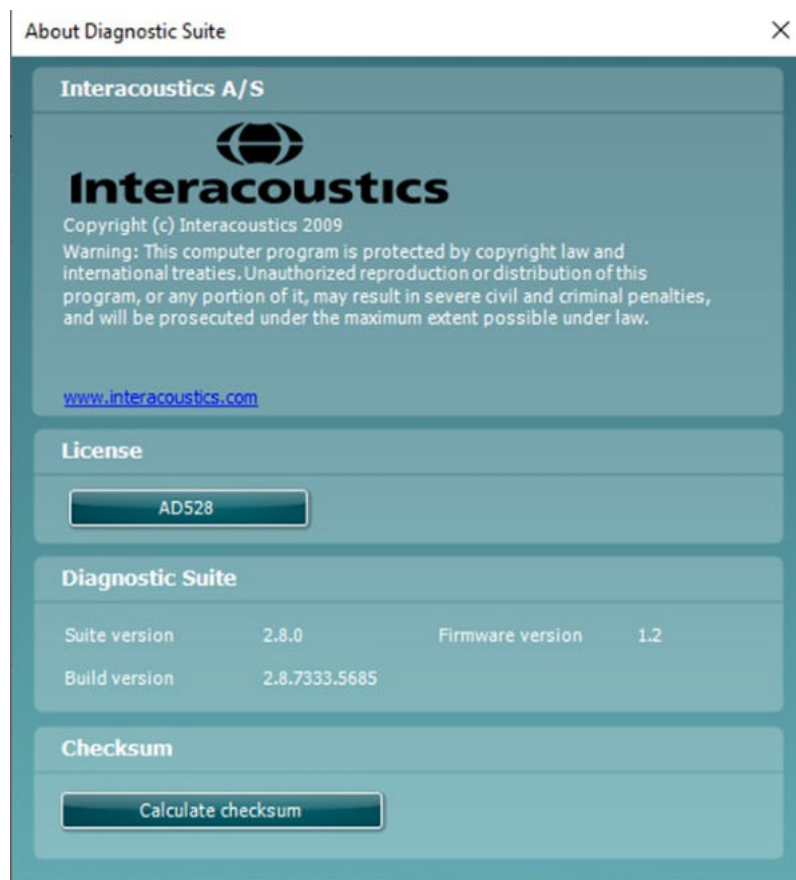 About Diagnostic Suite
Interacoustics A/S
Interacoustics
Copyright (c) Interacoustics 2009
Warning: This computer program is protected by copyright law and
international treaties. Unauthorized reproduction or distribution of this
program, or any portion of it, may result in severe civil and criminal penalties,
and will be prosecuted under the maximum extent possible under law.
www.interacoustics.com
License
AD528
Diagnostic Suite
Suite version 2.8.0 Firmware version 1.2
Build version 2.8.7333.5685
Checksum
Calculate checksum